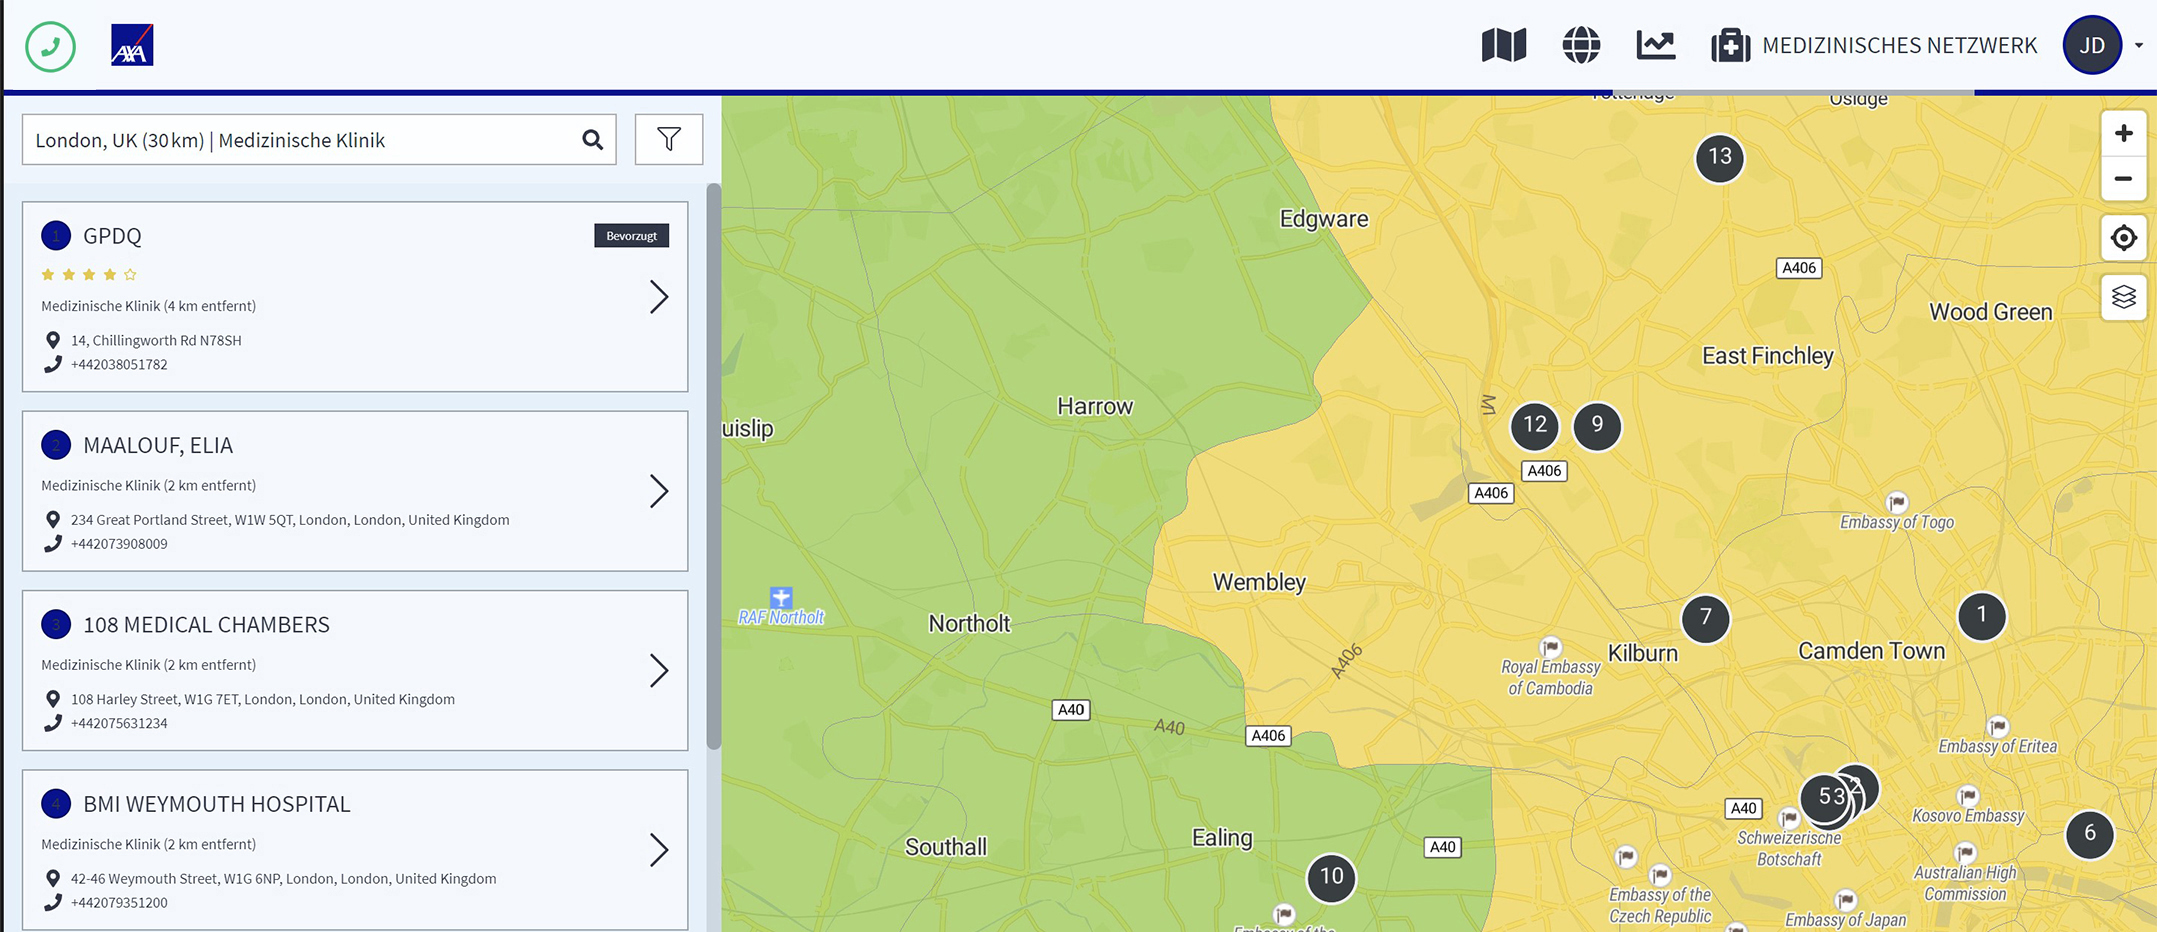 AXA
MEDIZINISCHES NETZWERK
JD
London, UK (30 km) | Medizinische Klinik
1
GPDQ
Bevorzugt
Medizinische Klinik (4 km entfernt)
14, Chillingworth Rd N78SH
+442038051782
2
MAALOUF, ELIA
Medizinische Klinik (2 km entfernt)
234 Great Portland Street, W1W 5QT, London, London, United Kingdom
+442073908009
3
108 MEDICAL CHAMBERS
Medizinische Klinik (2 km entfernt)
108 Harley Street, W1G 7ET, London, London, United Kingdom
+442075631234
4
BMI WEYMOUTH HOSPITAL
Medizinische Klinik (2 km entfernt)
42-46 Weymouth Street, W1G 6NP, London, London, United Kingdom
+442079351200
Osidge
13
Edgware
A406
Wood Green
East Finchley
Harrow
M1
uislip
12
9
A406
A406
Embassy of Togo
Wembley
RAF Northolt
Northolt
7
1
Kilburn
Camden Town
Royal Embassy
of Cambodia
A406
A40
A40
A406
Embassy of Eritea
2
53
A40
Kosovo Embassy
6
Schweizerische
Botschaft
Southall
Ealing
A40
10
Australian High
Commission
Embassy of the
Czech Republic
Embassy of Japan
Embassy of the